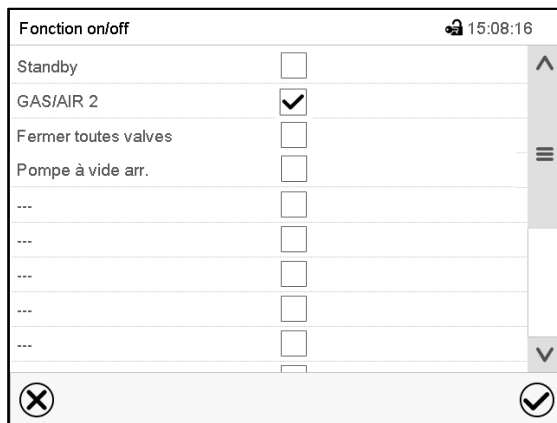 Fonction on/off 15:08:16
Standby
GAS/AIR 2
Fermer toutes valves
Pompe à vide arr.
---
---
---
---
---